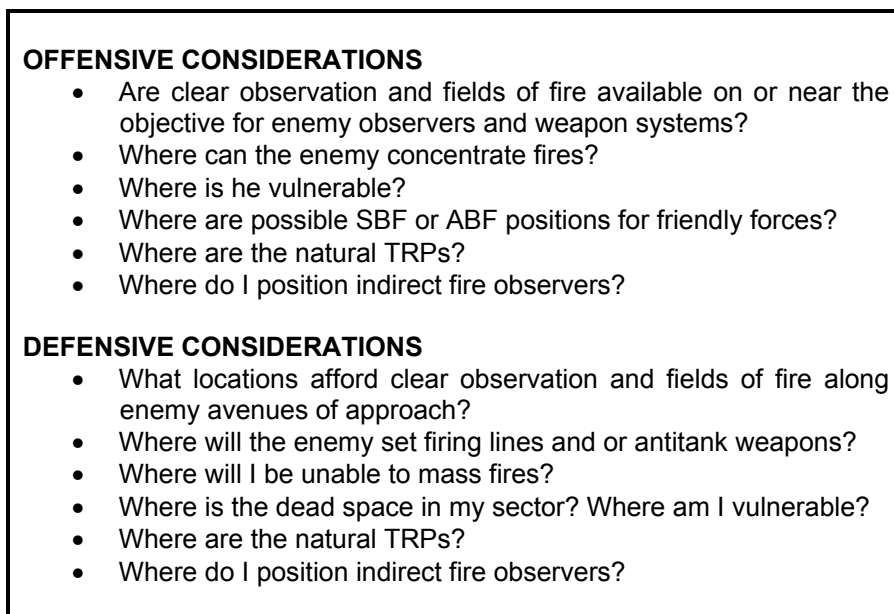 OFFENSIVE CONSIDERATIONS
• Are clear observation and fields of fire available on or near the
objective for enemy observers and weapon systems?
• Where can the enemy concentrate fires?
• Where is he vulnerable?
• Where are possible SBF or ABF positions for friendly forces?
• Where are the natural TRPs?
• Where do I position indirect fire observers?
DEFENSIVE CONSIDERATIONS
• What locations afford clear observation and fields of fire along
enemy avenues of approach?
• Where will the enemy set firing lines and or antitank weapons?
• Where will I be unable to mass fires?
• Where is the dead space in my sector? Where am I vulnerable?
• Where are the natural TRPs?
• Where do I position indirect fire observers?